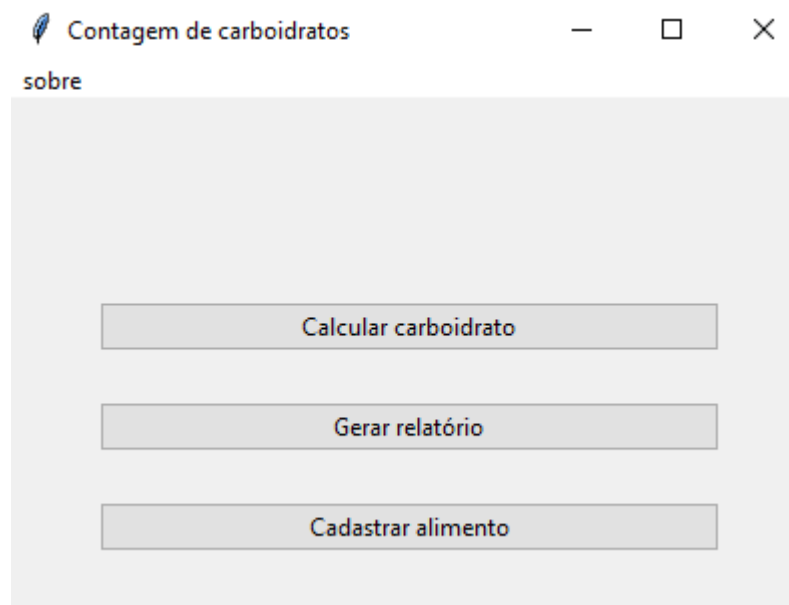 Contagem de carboidratos
sobre
Calcular carboidrato
Gerar relatório
Cadastrar alimento